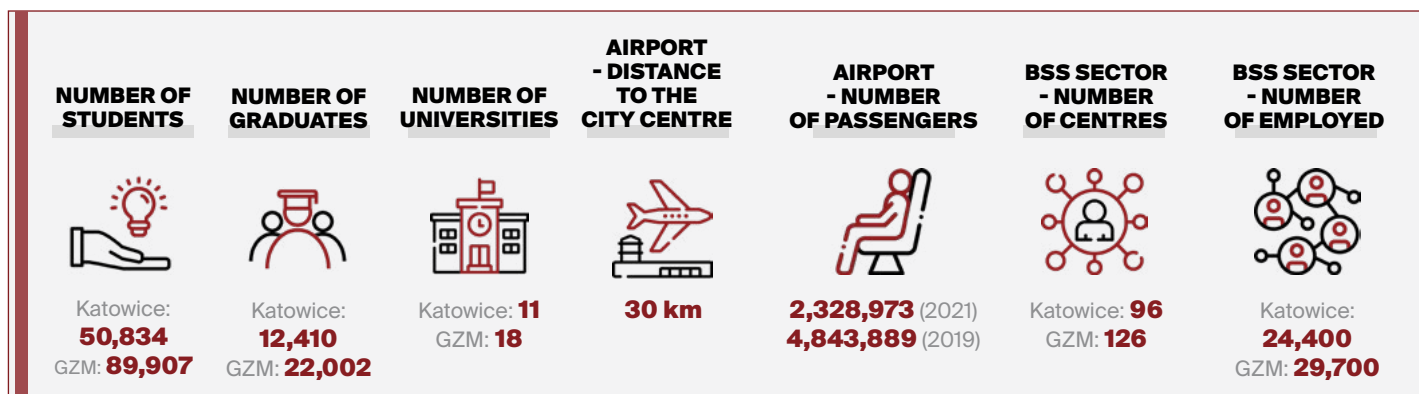 NUMBER OF
STUDENTS
Katowice:
50,834
GZM: 89,907
NUMBER OF
GRADUATES
Katowice:
12,410
GZM: 22,002
NUMBER OF
UNIVERSITIES
Katowice: 11
GZM: 18
AIRPORT
- DISTANCE
TO THE
CITY CENTRE
30 km
AIRPORT
- NUMBER
OF PASSENGERS
2,328,973 (2021)
4,843,889 (2019)
BSS SECTOR
- NUMBER
OF CENTRES
Katowice: 96
GZM: 126
BSS SECTOR
- NUMBER
OF EMPLOYED
Katowice:
24,400
GZM: 29,700